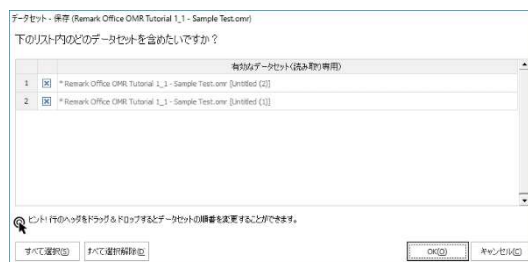 データセット - 保存 (Remark Office OMR Tutorial 1_1 - Sample Test.omr)
下のリスト内のどのデータセットを含めたいですか？
有効なデータセット(読み取り専用)
1 * Remark Office OMR Tutorial 1_1 - Sample Test.omr [Untitled (2)]
2 * Remark Office OMR Tutorial 1_1 - Sample Test.omr [Untitled (1)]
ヒント! 行のヘッダをドラッグ＆ドロップするとデータセットの順番を変更することができます。
すべて選択(S) すべて選択解除(D) OK(O) キャンセル(C)